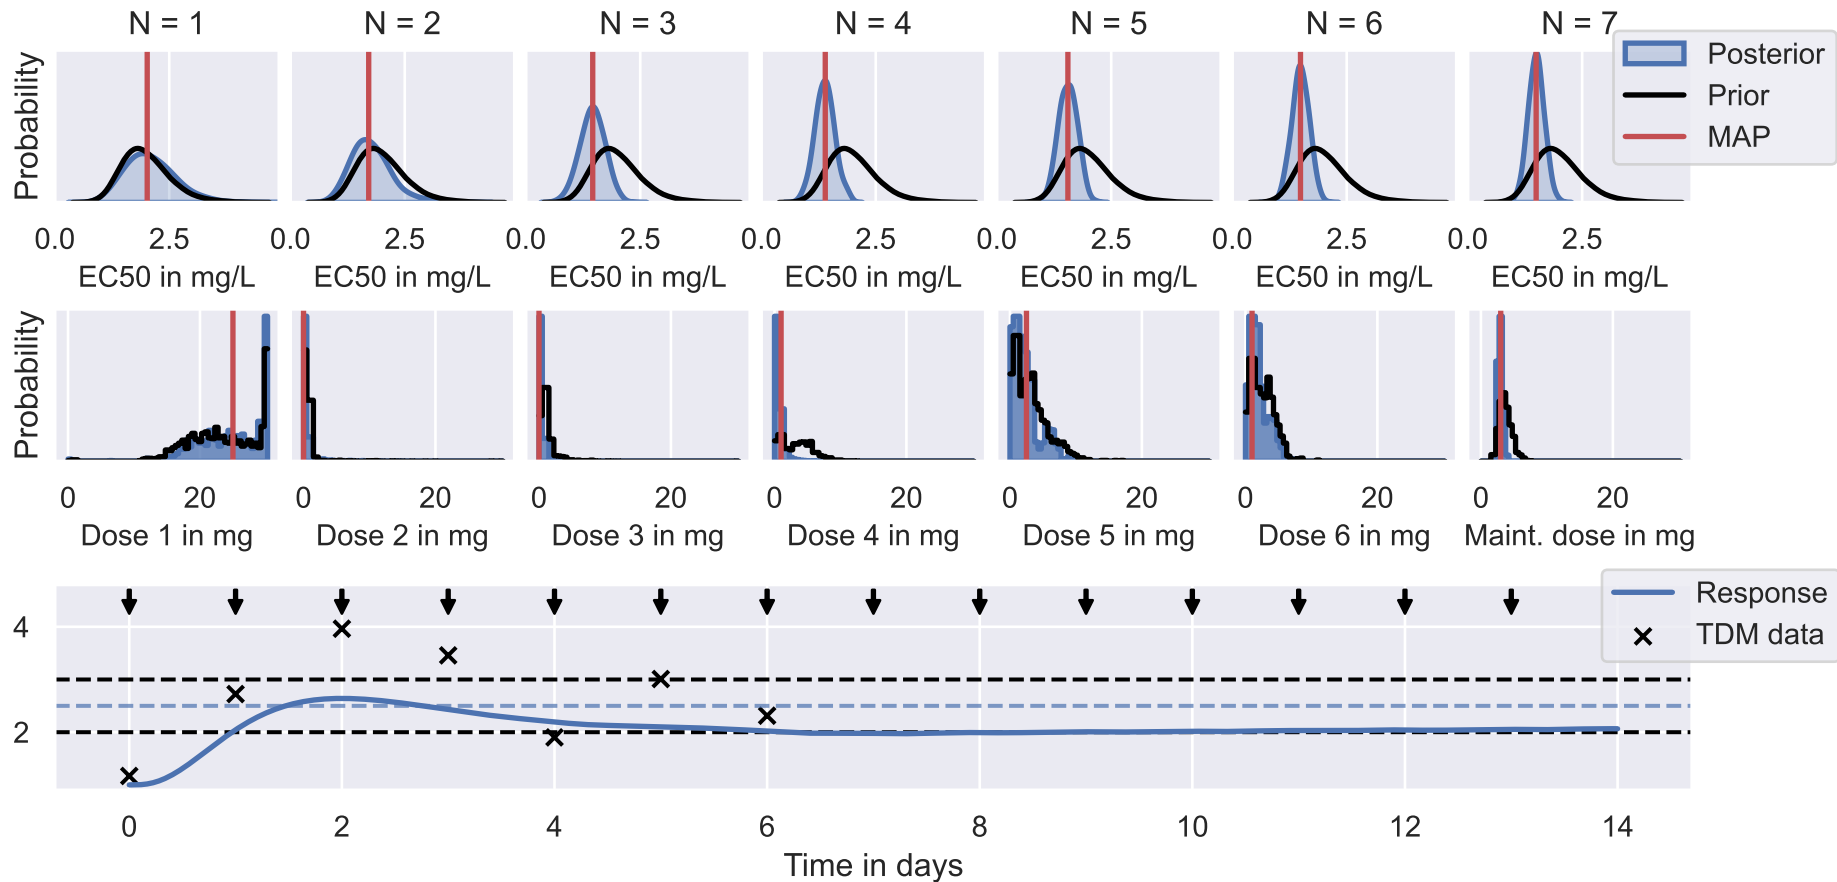 N = 1 N = 2 N = 3 N = 4 N = 5 N = 6 N = 7
Probability
Posterior
Prior
MAP
0.0 2.5 0.0 2.5 0.0 2.5 0.0 2.5 0.0 2.5 0.0 2.5 0.0 2.5
EC50 in mg/L EC50 in mg/L EC50 in mg/L EC50 in mg/L EC50 in mg/L EC50 in mg/L EC50 in mg/L
Probability
0 20 0 20 0 20 0 20 0 20 0 20 0 20
Dose 1 in mg Dose 2 in mg Dose 3 in mg Dose 4 in mg Dose 5 in mg Dose 6 in mg Maint. dose in mg
Response
TDM data
4
2
0 2 4 6 8 10 12 14
Time in days